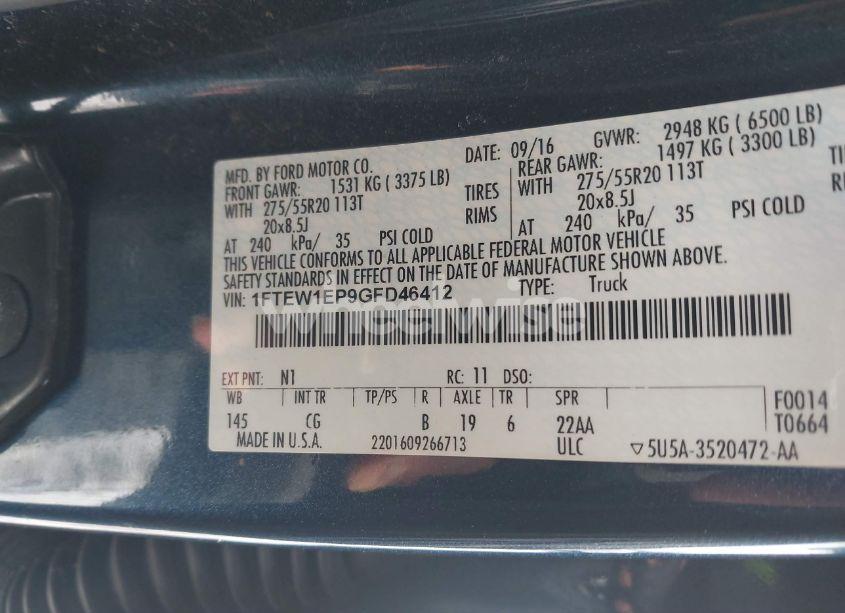 MFD. BY FORD MOTOR CO. DATE: 09/16 GVWR: 2948 KG ( 6500 LB)
FRONT GAWR: 1531 KG ( 3375 LB) REAR GAWR: 1497 KG ( 3300 LB)
WITH 275/55R20 113T TIRES WITH 275/55R20 113T
20x8.5J RIMS 20x8.5J
AT 240 kPa/ 35 PSI COLD AT 240 kPa/ 35 PSI COLD
THIS VEHICLE CONFORMS TO ALL APPLICABLE FEDERAL MOTOR VEHICLE
SAFETY STANDARDS IN EFFECT ON THE DATE OF MANUFACTURE SHOWN ABOVE.
VIN: 1FTEW1EP9GFD46412 TYPE: Truck
wheelwise
EXT PNT: N1 RC: 11 DSO:
WB INT TR TP/PS R AXLE TR SPR F0014
145 CG B 19 6 22AA T0664
MADE IN U.S.A. 2201609266713 ULC ▽5U5A-3520472-AA